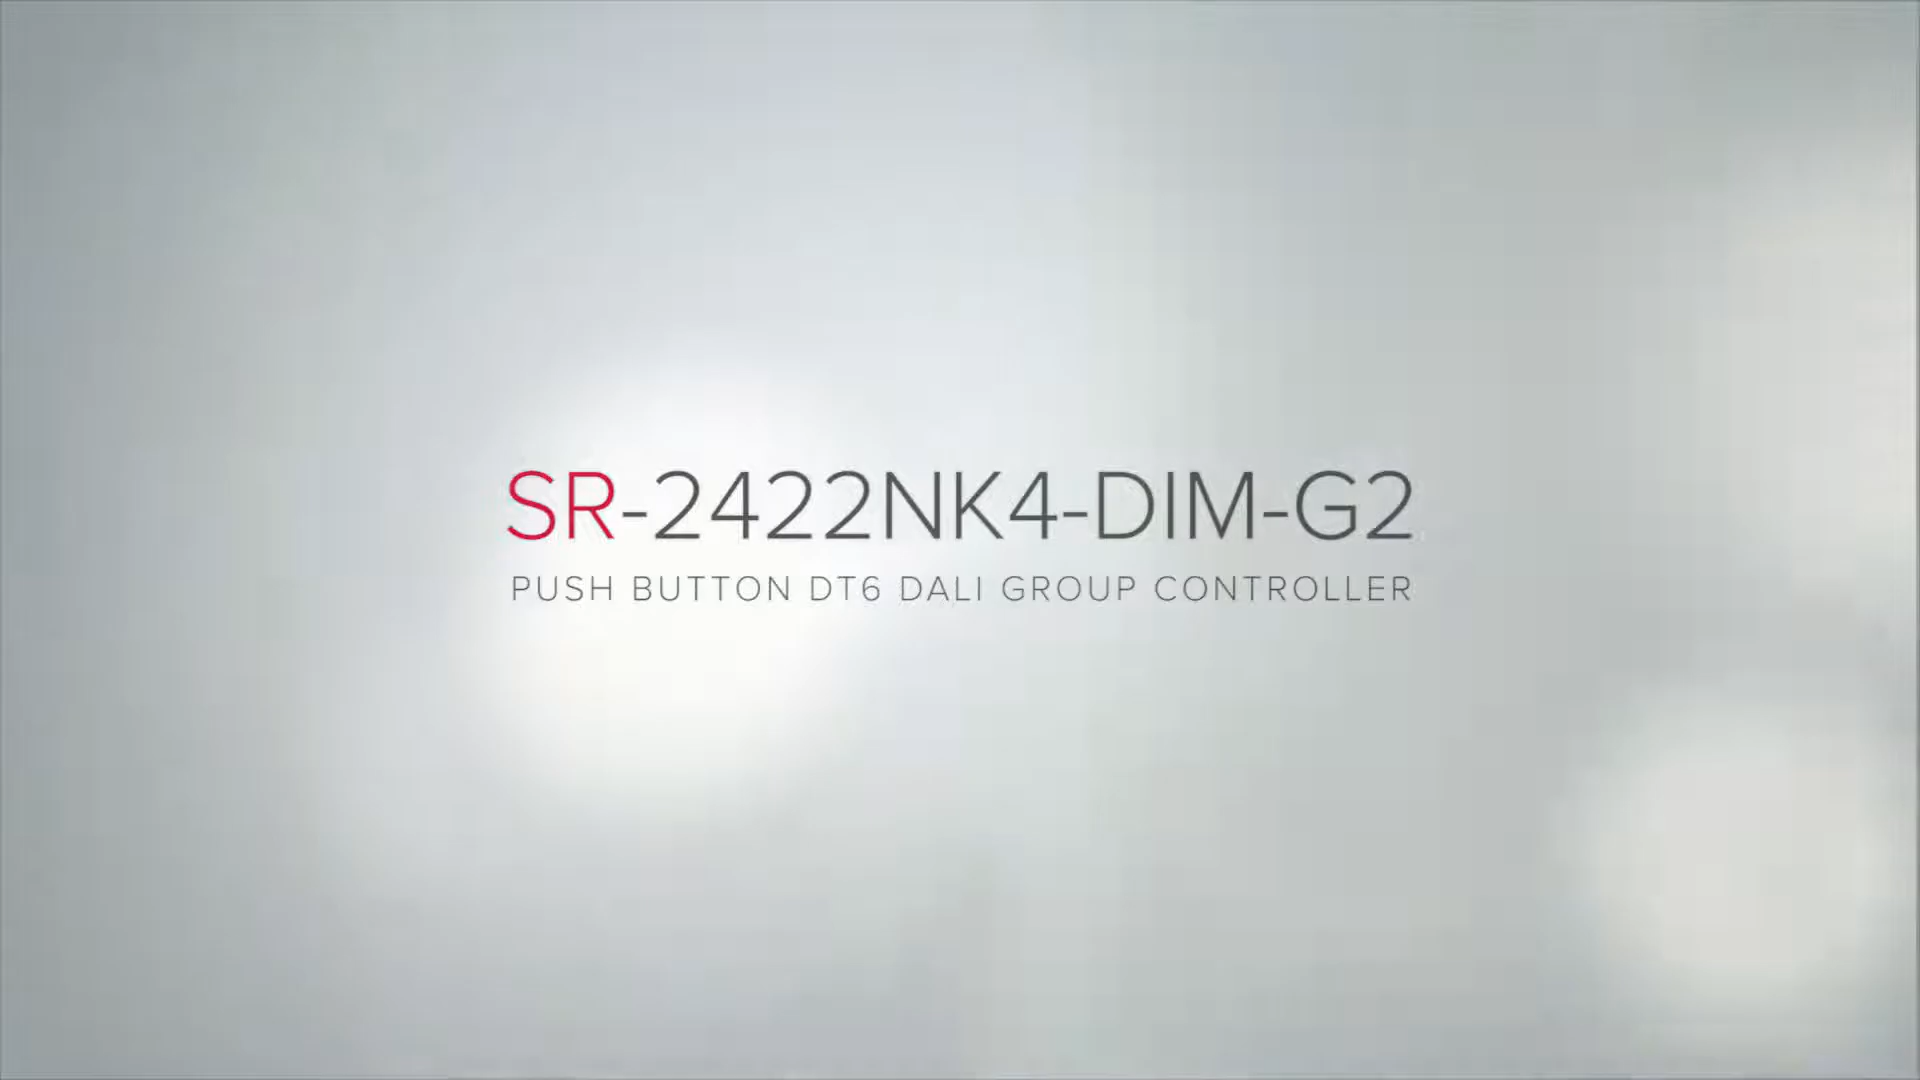 SR-2422NK4-DIM-G2
PUSH BUTTON DT6 DALI GROUP CONTROLLER